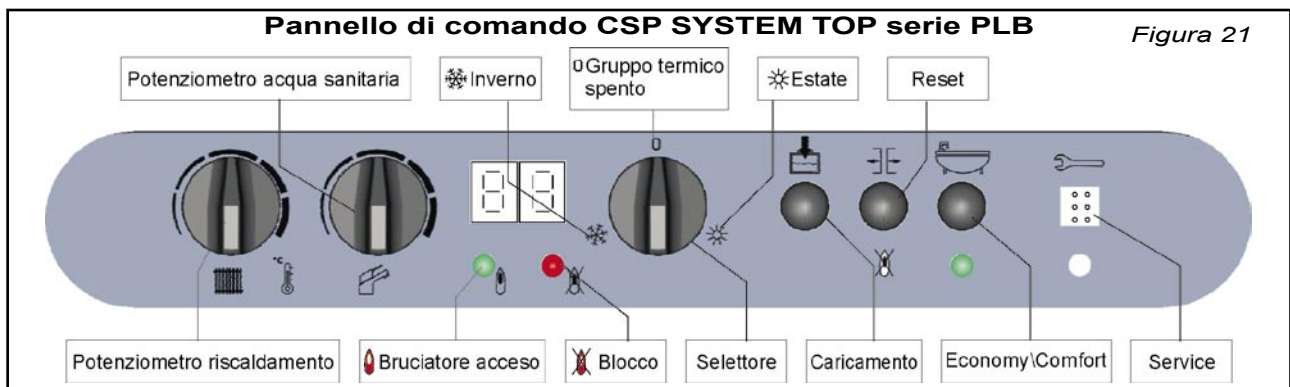 Pannello di comando CSP SYSTEM TOP serie PLB
Figura 21
Potenziometro acqua sanitaria
Inverno
0 Gruppo termico
spento
Estate
Reset
0
°C
Potenziometro riscaldamento
Bruciatore acceso
Blocco
Selettore
Caricamento
Economy\Comfort
Service